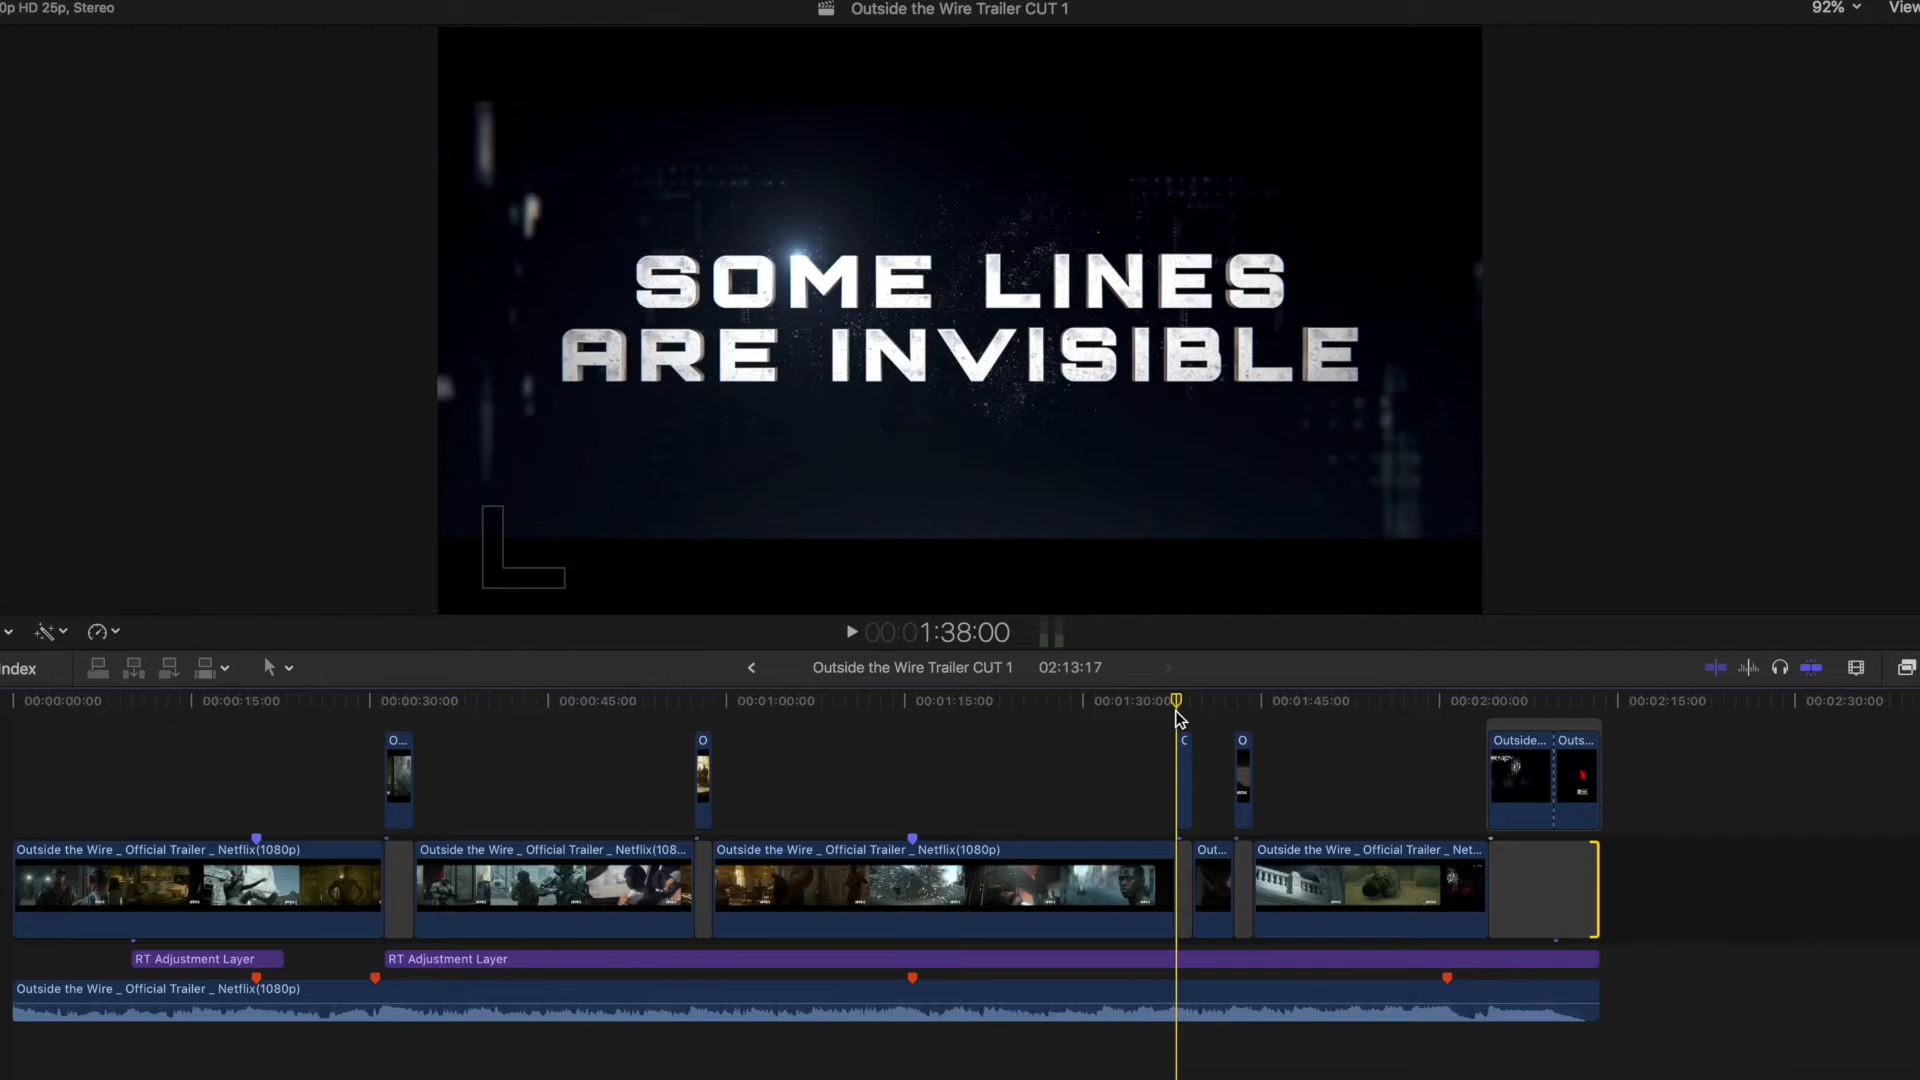 0p HD 25p, Stereo
Outside the Wire Trailer CUT 1
92%
View
SOME LINES
ARE INVISIBLE
00:01:38:00
Index
Outside the Wire Trailer CUT 1
02:13:17
00:00:00:00
00:00:15:00
00:00:30:00
00:00:45:00
00:01:00:00
00:01:15:00
00:01:30:00
00:01:45:00
00:02:00:00
00:02:15:00
00:02:30:00
O...
O
O
Outside...
Outs...
Outside the Wire _ Official Trailer _ Netflix(1080p)
Outside the Wire _ Official Trailer _ Netflix(108...
Outside the Wire _ Official Trailer _ Netflix(1080p)
Out...
Outside the Wire _ Official Trailer _ Net...
RT Adjustment Layer
RT Adjustment Layer
Outside the Wire _ Official Trailer _ Netflix(1080p)